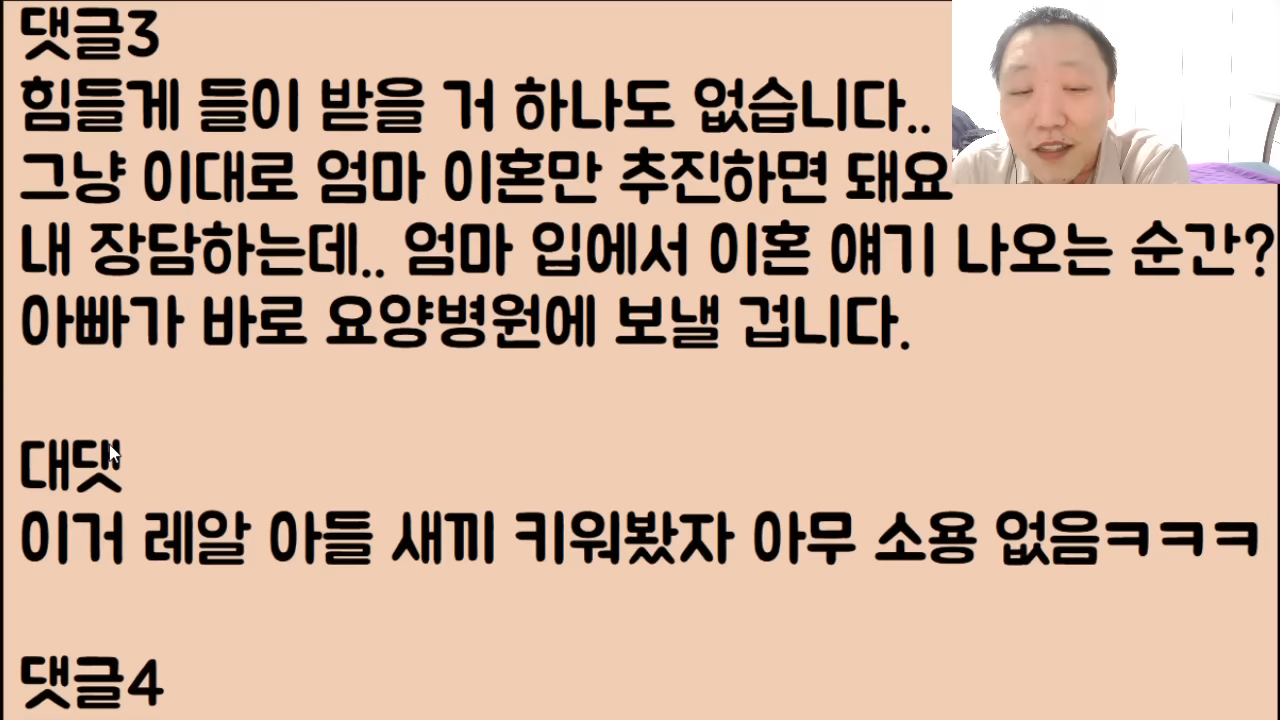 댓글3
힘들게 들이 받을 거 하나도 없습니다..
그냥 이대로 엄마 이혼만 추진하면 돼요
내 장담하는데.. 엄마 입에서 이혼 얘기 나오는 순간?
아빠가 바로 요양병원에 보낼 겁니다.
대댓
이거 레알 아들 새끼 키워봤자 아무 소용 없음ㅋㅋㅋ
댓글4